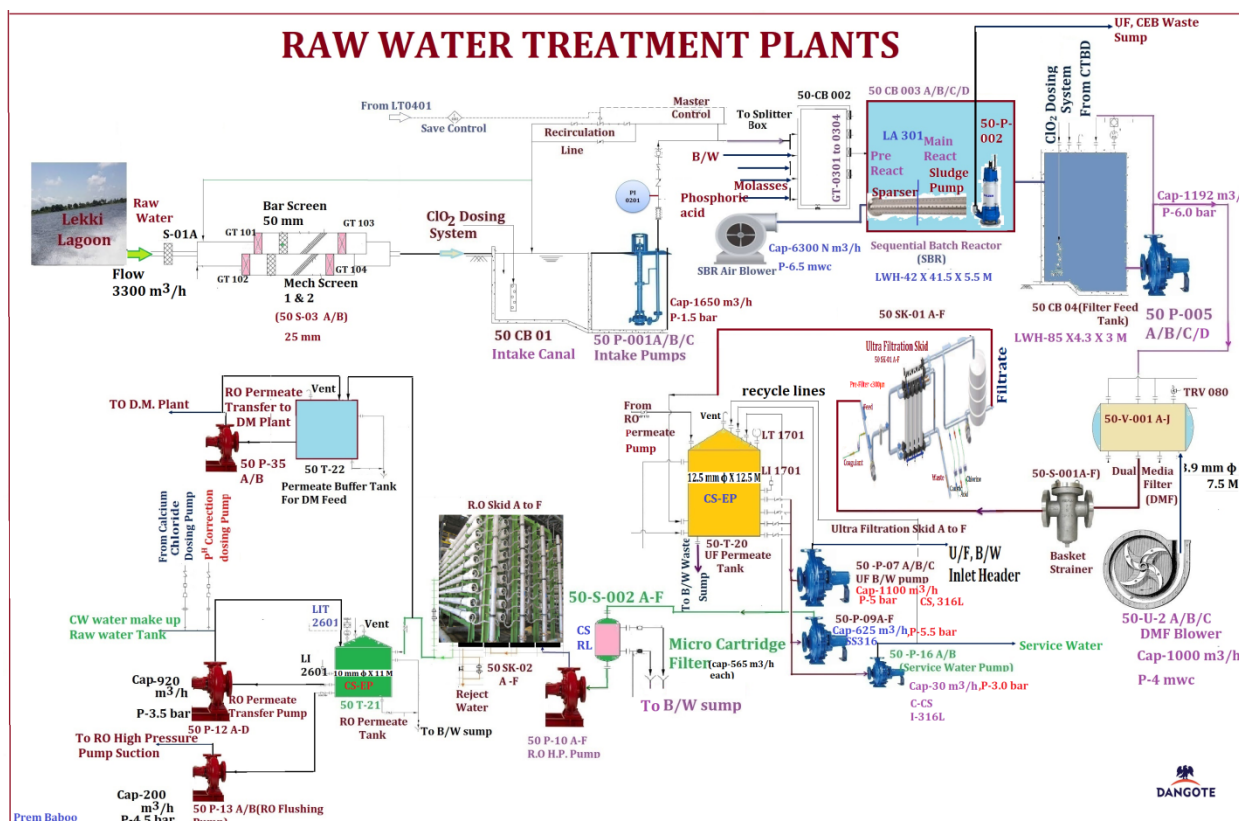 RAW WATER TREATMENT PLANTS
UF, CEB Waste
Sump
From LT0401
Save Control
Master
Control
Recirculation
Line
To Splitter
Box
B/W
Molasses
Phosphoric
acid
50-CB 002
GT-0301 to 0304
50 CB 003 A/B/C/D
LA 301
Pre
React
Main
React
50-P-
002
Sludge
Pump
Sparser
Sequential Batch Reactor
(SBR)
LWH-42 X 41.5 X 5.5 M
Cap-6300 N m3/h
P-6.5 mwc
SBR Air Blower
ClO2 Dosing
System
From CTBD
Cap-1192 m3/
P-6.0 bar
50 CB 04(Filter Feed
Tank)
LWH-85 X4.3 X 3 M
50 P-005
A/B/C/D
Lekki
Lagoon
Raw
Water
S-01A
Flow
3300 m3/h
Bar Screen
50 mm
GT 101
GT 103
GT 102
GT 104
Mech Screen
1 & 2
(50 S-03 A/B)
25 mm
ClO2 Dosing
System
PI
0201
Cap-1650 m3/h
P-1.5 bar
50 CB 01
Intake Canal
50 P-001A/B/C
Intake Pumps
50 SK-01 A-F
Ultra Filtration Skid
50 SK-01 A-F
Feed
Coagulant
Waste
Chlorine
Filtrate
Ultra Filtration Skid A to F
TRV 080
50-V-001 A-J
Dual Media
Filter
(DMF)
3.9 mm ф
7.5 M
50-S-001A-F)
Basket
Strainer
50-U-2 A/B/C
DMF Blower
Cap-1000 m3/h
P-4 mwc
RO Permeate
Transfer to
DM Plant
Vent
TO D.M. Plant
50 P-35
A/B
50 T-22
Permeate Buffer Tank
For DM Feed
From
RO
Permeate
Pump
Vent
recycle lines
LT 1701
LI 1701
12.5 mm ф X 12.5 M
CS-EP
50-T-20
UF Permeate
Tank
To B/W Waste
Sump
U/F, B/W
Inlet Header
50 -P-07 A/B/C
UF B/W pump
Cap-1100 m3/h
P-5 bar
CS, 316L
50-P-09A-F
Cap-625 m3/h, P-5.5 bar
SS316
50 -P-16 A/B
(Service Water Pump)
Service Water
Cap-30 m3/h, P-3.0 bar
C-CS
I-316L
R.O Skid A to F
50 SK-02
A -F
Reject
Water
50-S-002 A-F
CS
RL
Micro Cartridge
Filter
(cap-565 m3/h
each)
To B/W sump
50 P-10 A-F
R.O H.P. Pump
From Calcium
Chloride
Dosing Pump
PH Correction
dosing Pump
CW water make up
Raw water Tank
LIT
2601
Vent
LI
2601
10 mm ф X 11 M
CS-EP
50 T-21
RO Permeate
Tank
To B/W sump
Cap-920
m3/h
P-3.5 bar
RO Permeate
Transfer Pump
50 P-12 A-D
To RO High Pressure
Pump Suction
Cap-200
m3/h
P-4.5 bar
50 P-13 A/B(RO Flushing
Pump)
Prem Baboo
DANGOTE